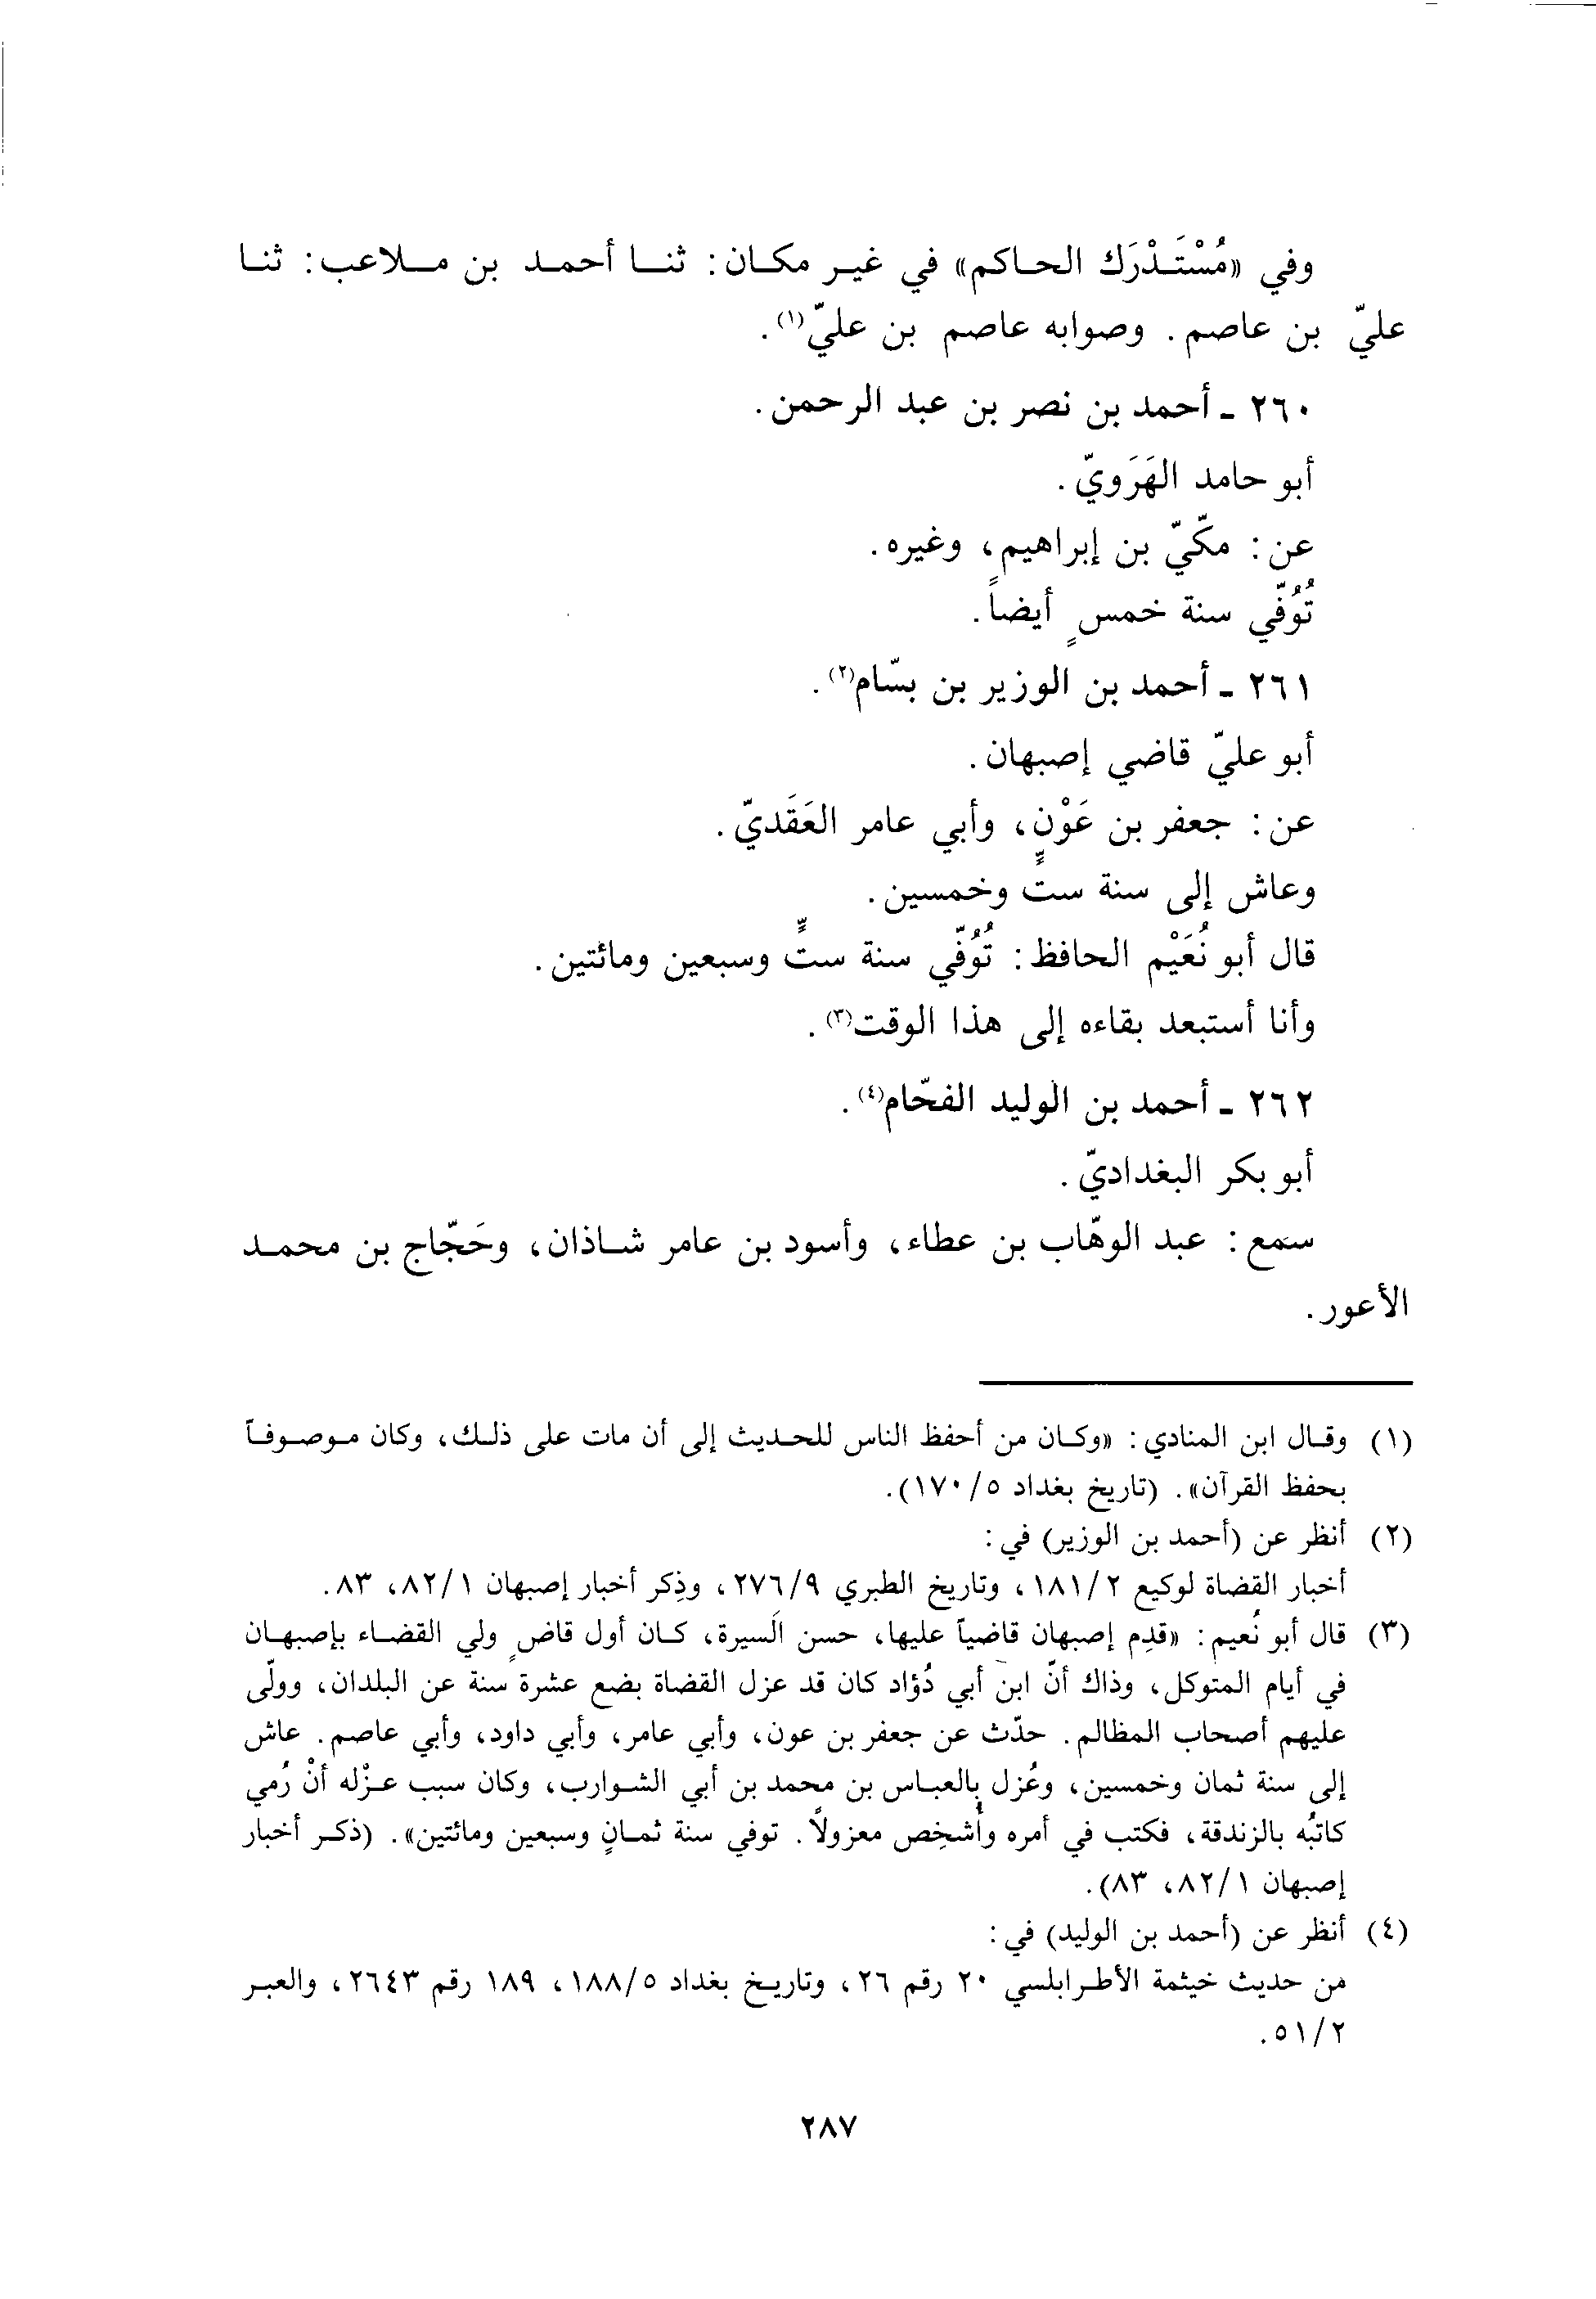 وفي «مُسْتَدْرَك الحاكم» في غير مكان: ثنا أحمد بن ملاعب: ثنا
عليّ بن عاصم. وصوابه عاصم بن عليّ(١).
٢٦٠ - أحمد بن نصر بن عبد الرحمن.
أبو حامد الهَرَويّ.
عن: مكّيّ بن إبراهيم، وغيره.
تُوُفّي سنة خمسٍ أيضاً.
٢٦١ - أحمد بن الوزير بن بسّام(٢).
أبو عليّ قاضي إصبهان.
عن: جعفر بن عَوْن، وأبي عامر العَقَديّ.
وعاش إلى سنة ستٍّ وخمسين.
قال أبو نُعَيْم الحافظ: تُوُفّي سنة ستٍّ وسبعين ومائتين.
وأنا أستبعد بقاءه إلى هذا الوقت(٣).
٢٦٢ - أحمد بن الوليد الفحّام(٤).
أبو بكر البغداديّ.
سمع: عبد الوهّاب بن عطاء، وأسود بن عامر شاذان، وحَجّاج بن محمد
الأعور.
(١) وقال ابن المنادي: «وكان من أحفظ الناس للحديث إلى أن مات على ذلك، وكان موصوفاً
بحفظ القرآن». (تاريخ بغداد ٥/١٧٠).
(٢) أنظر عن (أحمد بن الوزير) في:
أخبار القضاة لوكيع ٢/١٨١، وتاريخ الطبري ٩/٢٧٦، وذِكر أخبار إصبهان ١/٨٢، ٨٣.
(٣) قال أبو نُعيم: «قدِم إصبهان قاضياً عليها، حسن السيرة، كان أول قاضٍ ولي القضاء بإصبهان
في أيام المتوكل، وذاك أنّ ابن أبي دُؤاد كان قد عزل القضاة بضع عشرة سنة عن البلدان، وولّى
عليهم أصحاب المظالم. حدّث عن جعفر بن عون، وأبي عامر، وأبي داود، وأبي عاصم. عاش
إلى سنة ثمان وخمسين، وعُزل بالعباس بن محمد بن أبي الشوارب، وكان سبب عزْله أنْ رُمي
كاتبُه بالزندقة، فكتب في أمره وأُشخِص معزولاً. توفي سنة ثمانٍ وسبعين ومائتين». (ذكر أخبار
إصبهان ١/٨٢، ٨٣).
(٤) أنظر عن (أحمد بن الوليد) في:
من حديث خيثمة الأطرابلسي ٢٠ رقم ٢٦، وتاريخ بغداد ٥/١٨٨، ١٨٩ رقم ٢٦٤٣، والعبر
٢/٥١.
٢٨٧